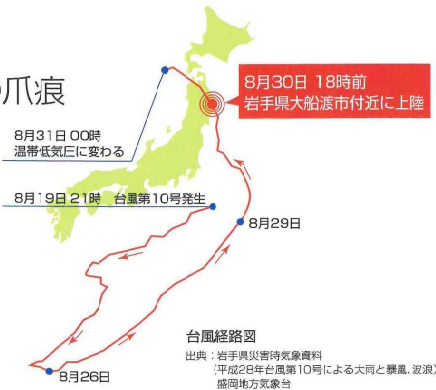 爪痕
8月30日 18時前
岩手県大船渡市付近に上陸
8月31日 00時
温帯低気圧に変わる
8月19日 21時 台風第10号発生
8月29日
8月26日
台風経路図
出典：岩手県災害時気象資料
(平成28年台風第10号による大雨と暴風、波浪)
盛岡地方気象台